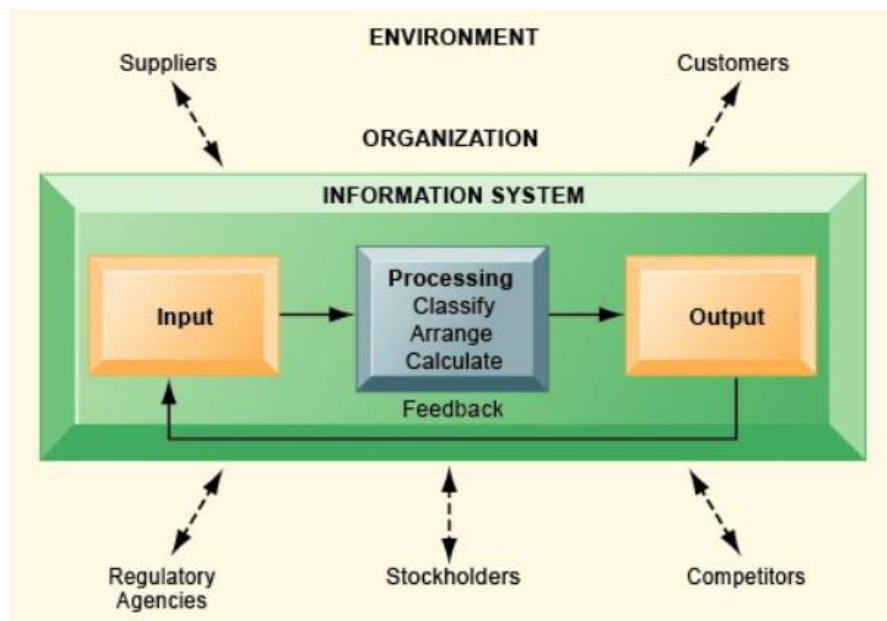 ENVIRONMENT
Suppliers
Customers
ORGANIZATION
INFORMATION SYSTEM
Input
Processing
Classify
Arrange
Calculate
Output
Feedback
Regulatory
Agencies
Stockholders
Competitors